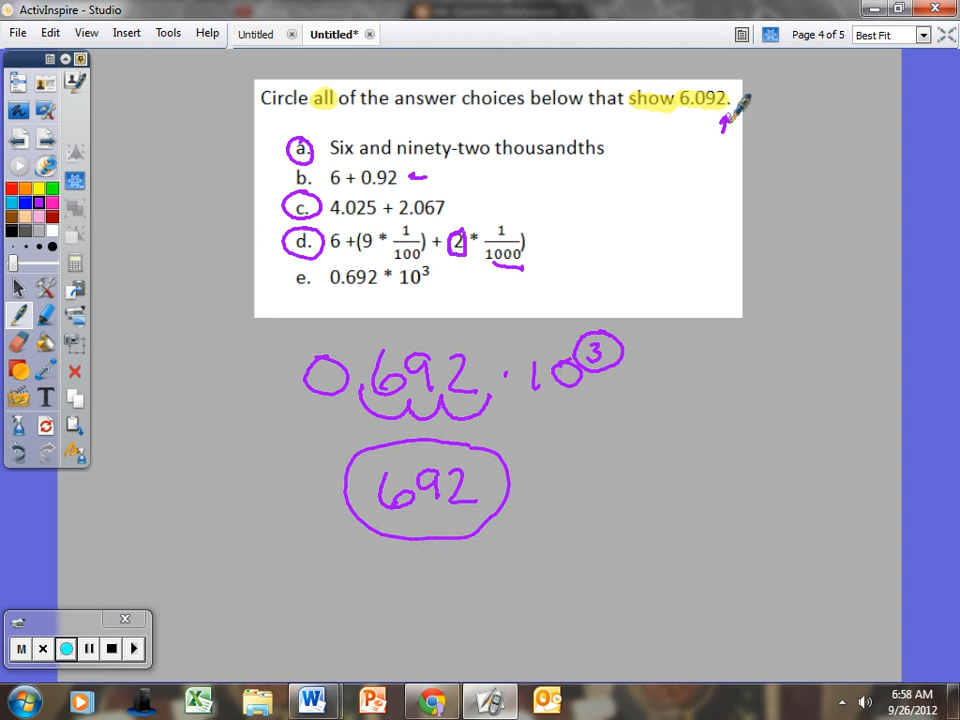 ActivInspire - Studio
File Edit View Insert Tools Help Untitled Untitled* Page 4 of 5 Best Fit
Circle all of the answer choices below that show 6.092.
a. Six and ninety-two thousandths
b. 6 + 0.92
c. 4.025 + 2.067
d. 6 +(9 * 1/100) + 2 * 1/1000)
e. 0.692 * 10³
0.692 · 10³
692
M
6:58 AM
9/26/2012